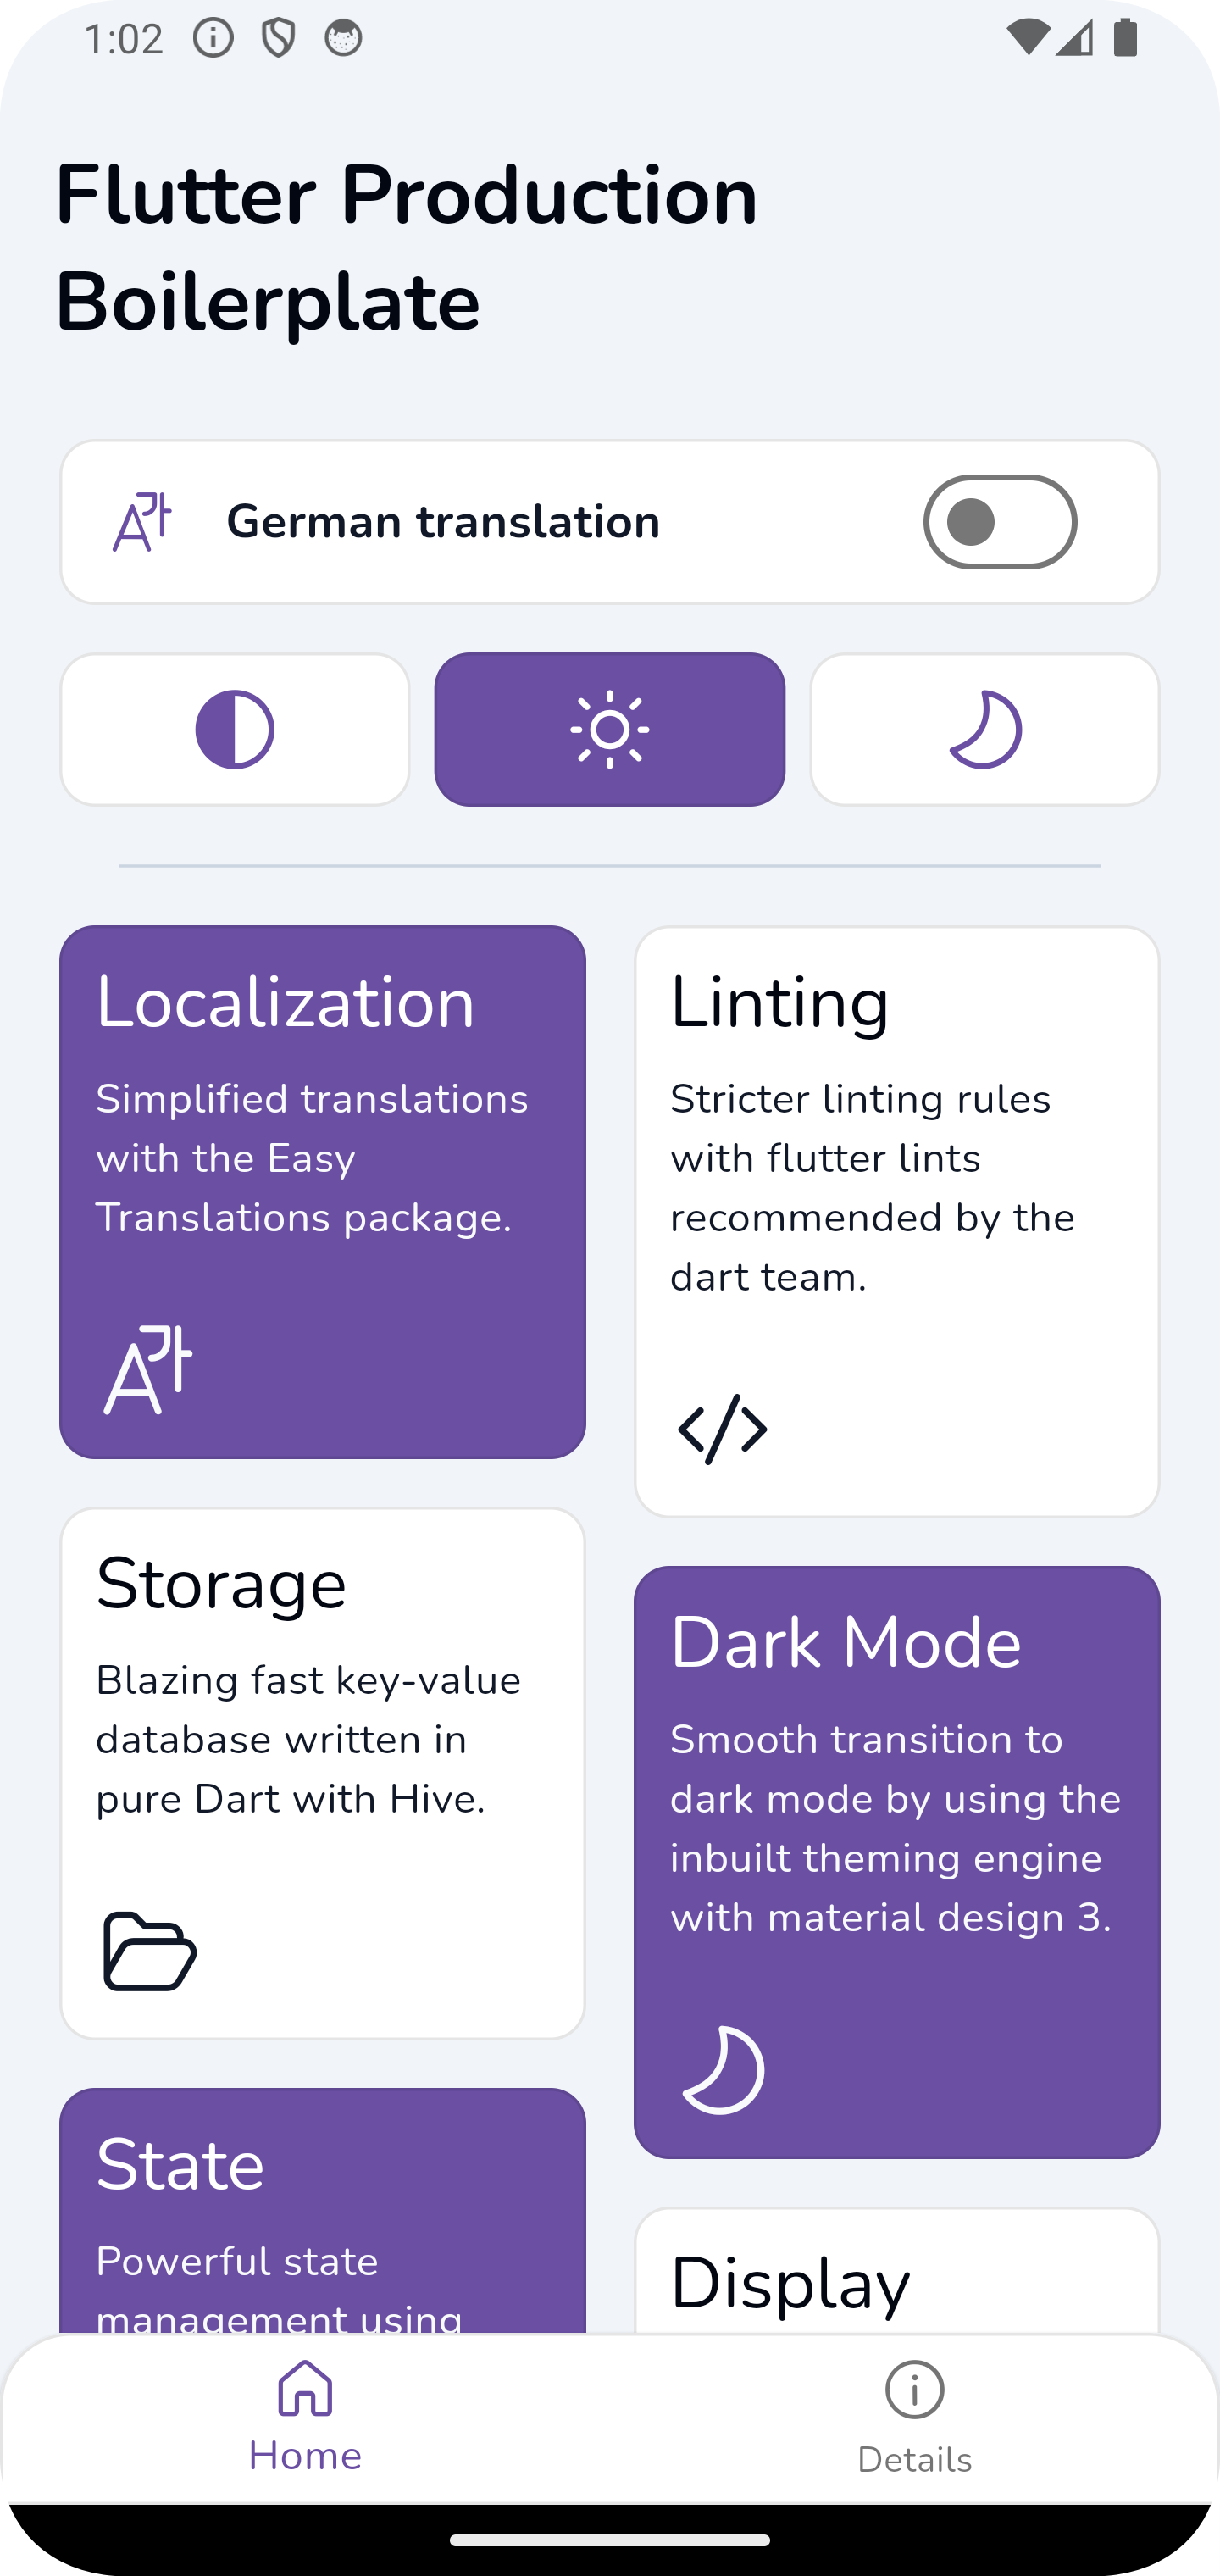 1:02
Flutter Production
Boilerplate
German translation
Localization
Simplified translations
with the Easy
Translations package.
Linting
Stricter linting rules
with flutter lints
recommended by the
dart team.
Storage
Blazing fast key-value
database written in
pure Dart with Hive.
Dark Mode
Smooth transition to
dark mode by using the
inbuilt theming engine
with material design 3.
State
Powerful state
management using
Display
Home
Details